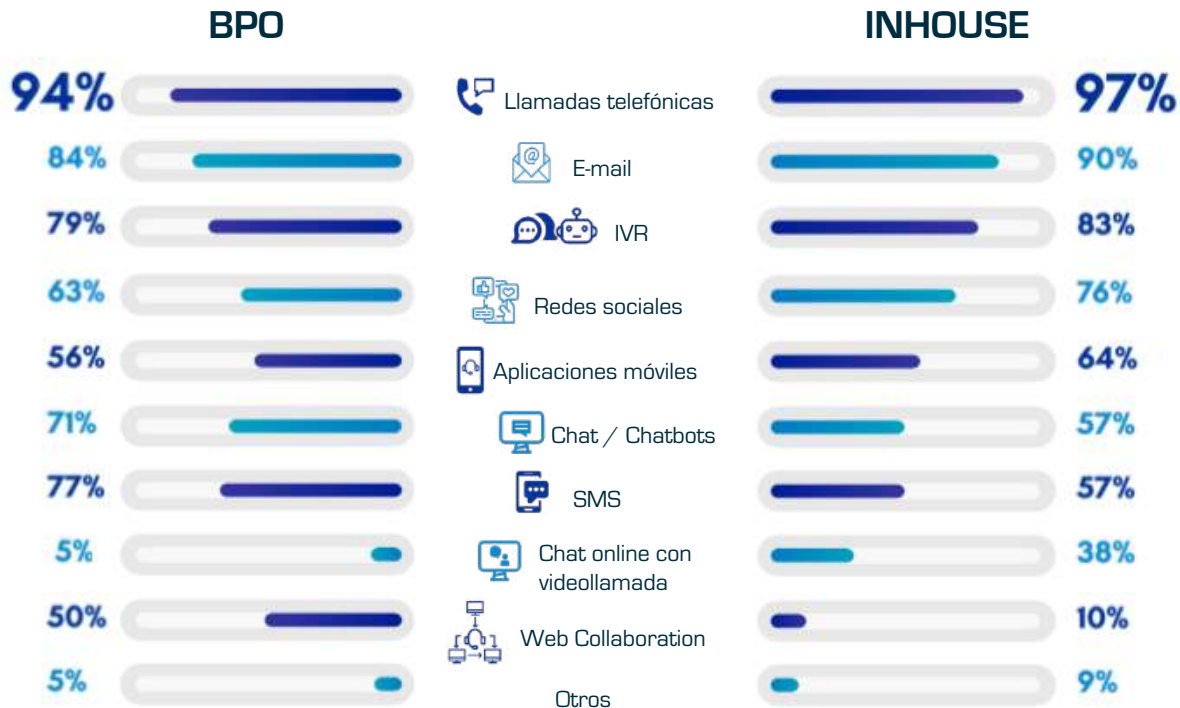 BPO INHOUSE
94% Llamadas telefónicas 97%
84% E-mail 90%
79% IVR 83%
63% Redes sociales 76%
56% Aplicaciones móviles 64%
71% Chat / Chatbots 57%
77% SMS 57%
5% Chat online con 38%
videollamada
50% Web Collaboration 10%
5% Otros 9%